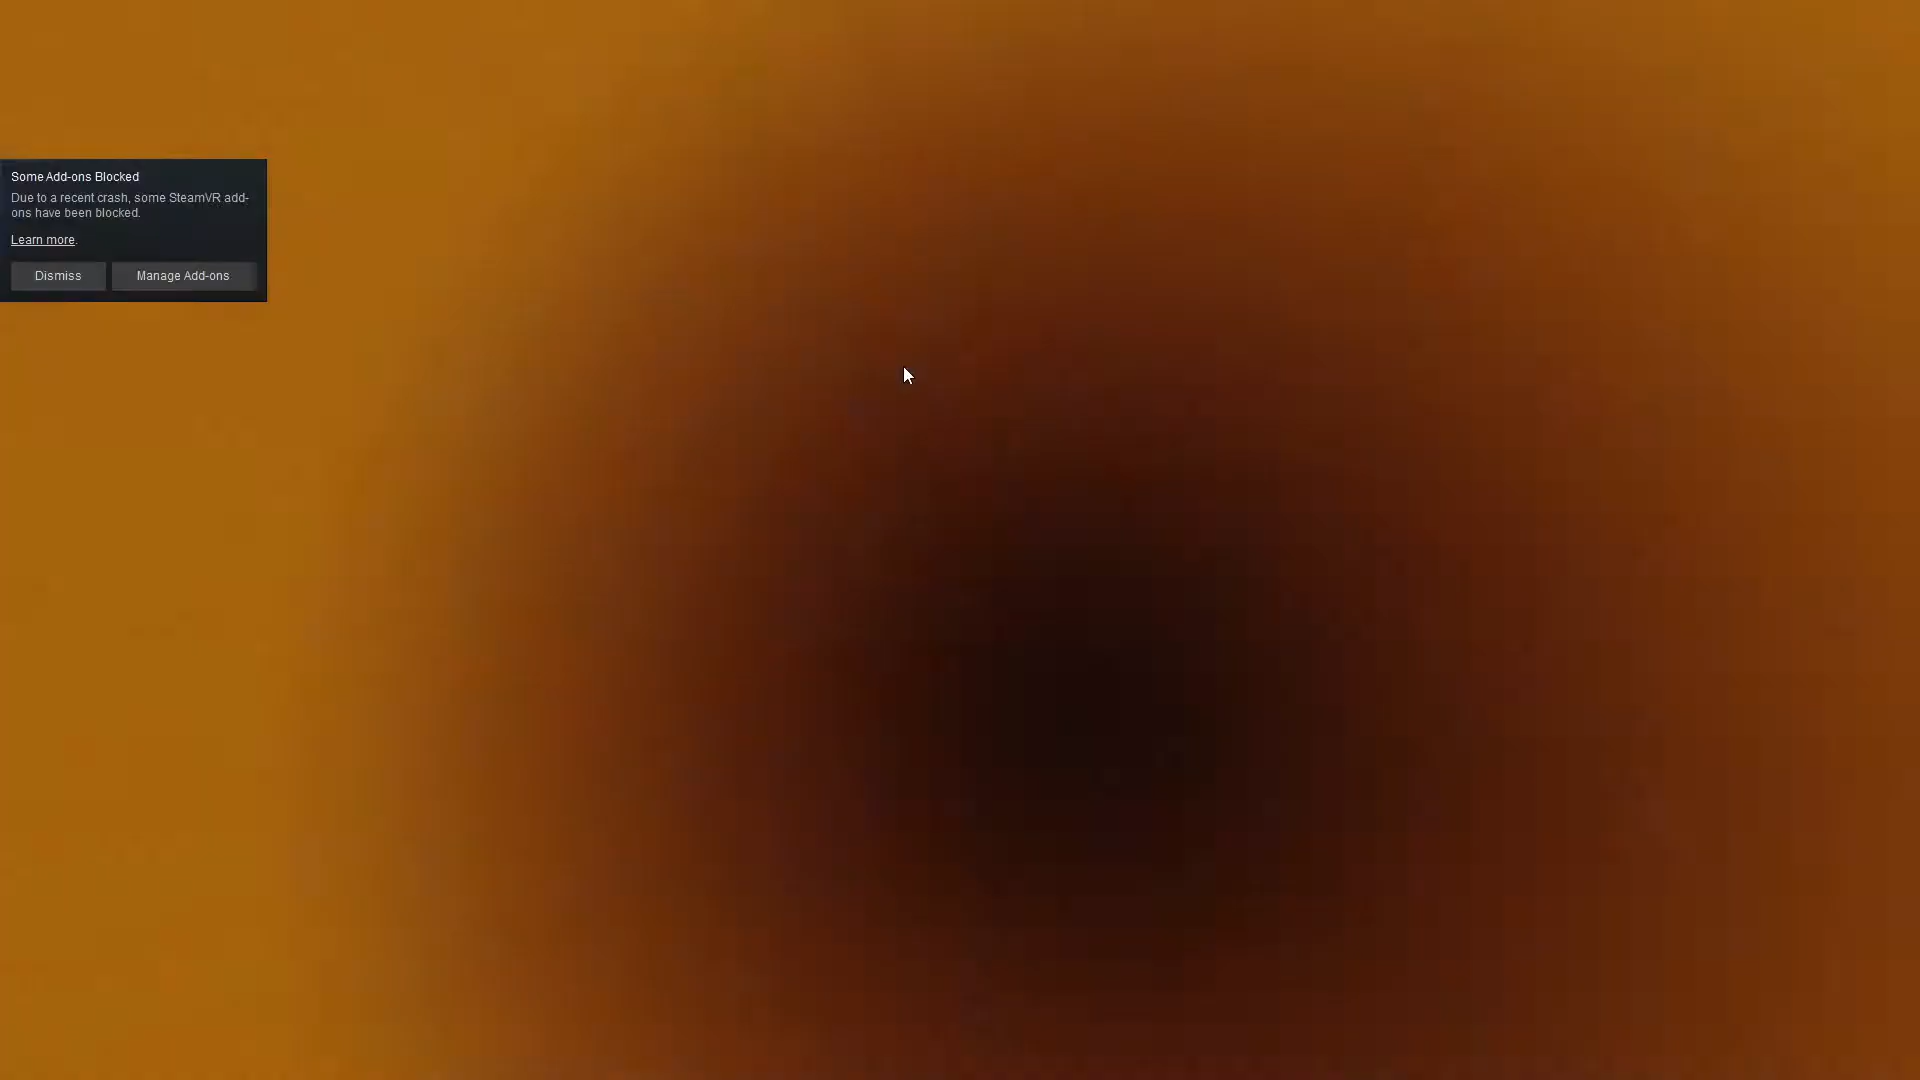 Some Add-ons Blocked
Due to a recent crash, some SteamVR add-
ons have been blocked.
Learn more.
Dismiss
Manage Add-ons